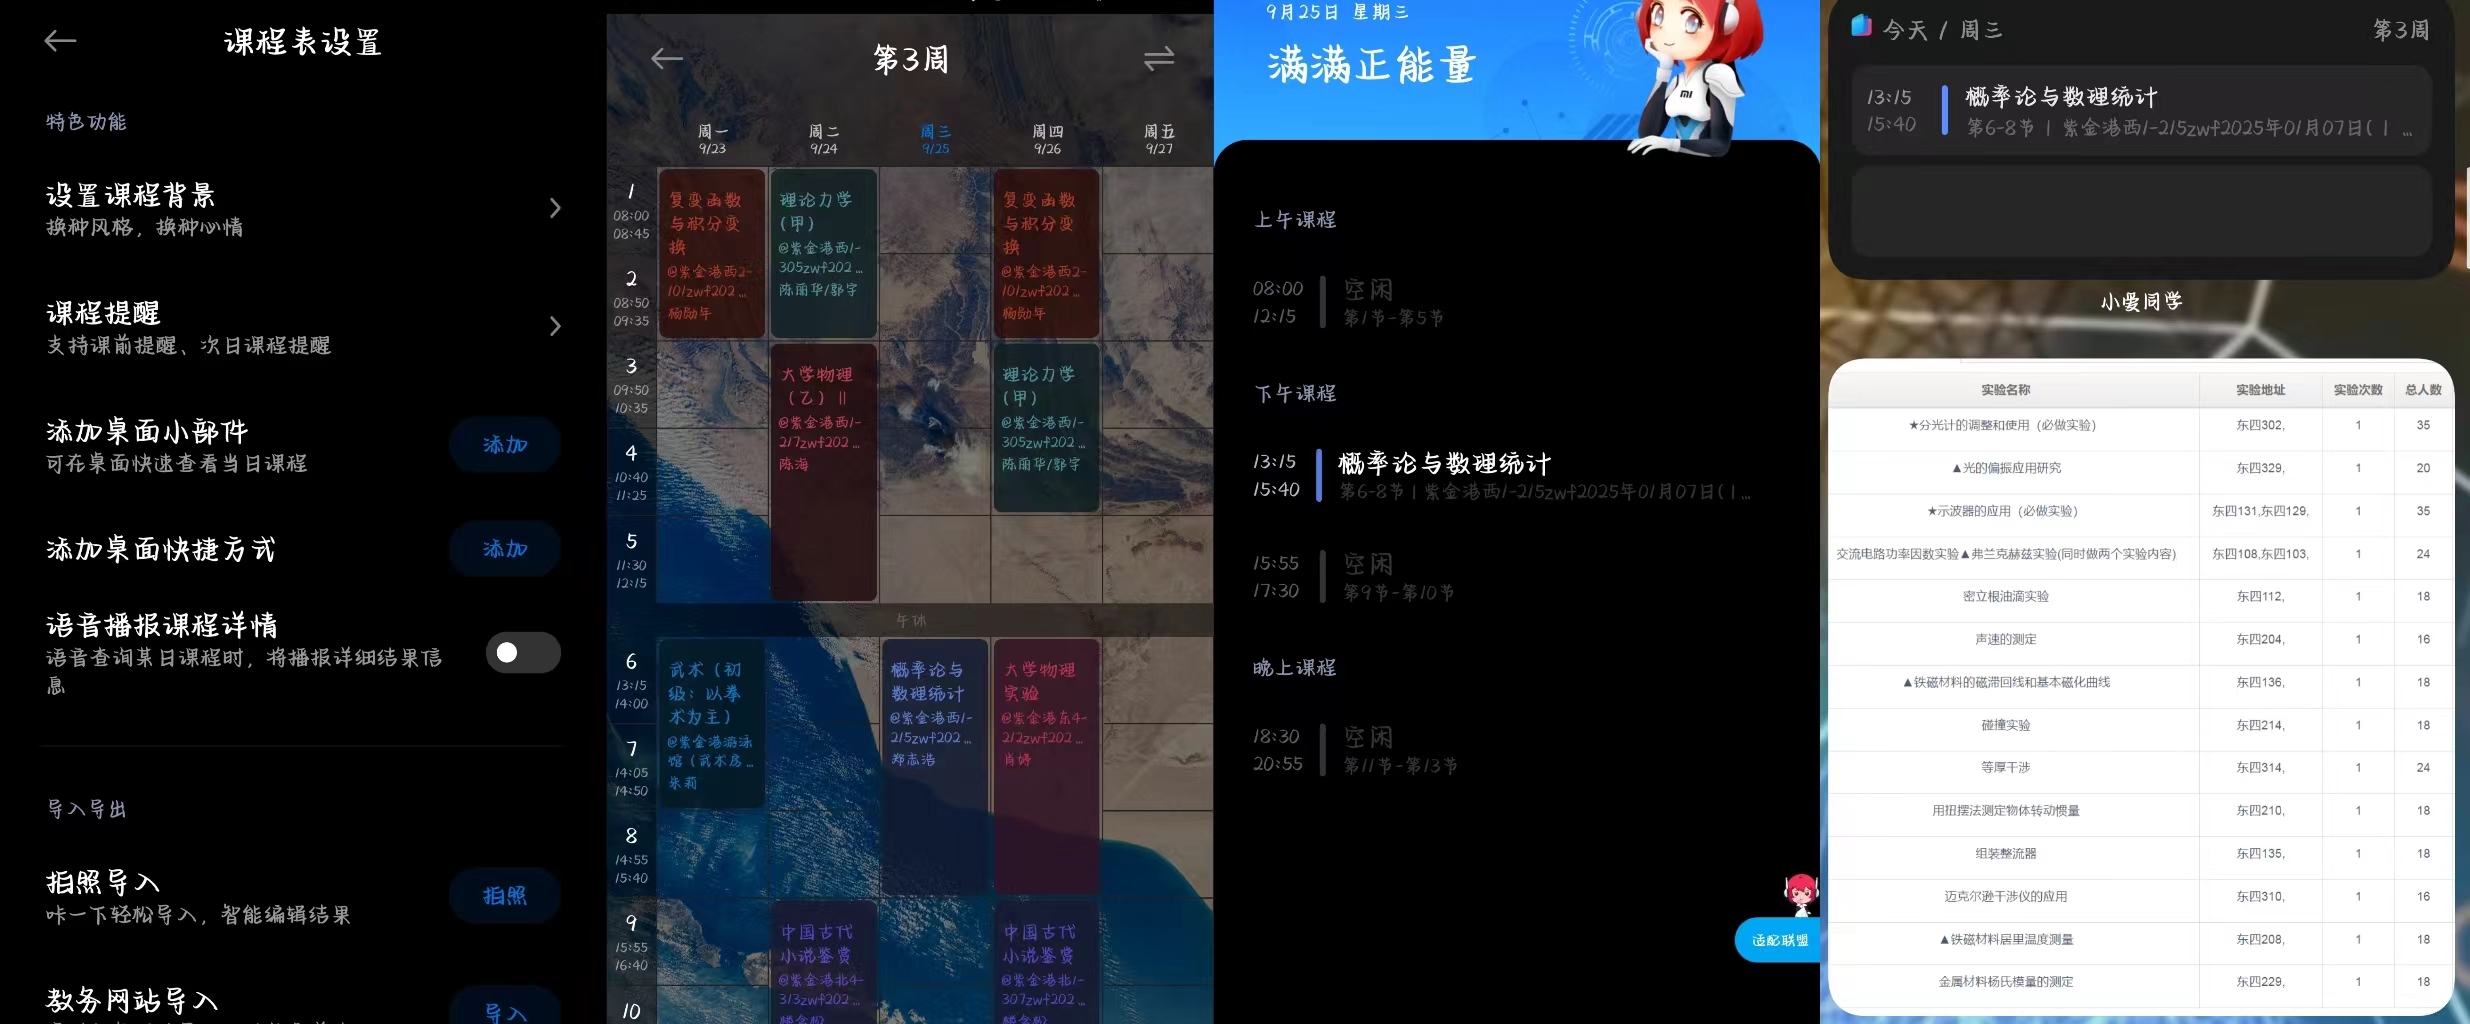 课程表设置
特色功能
设置课程背景
换种风格，换种心情
课程提醒
支持课前提醒、次日课程提醒
添加桌面小部件
可在桌面快速查看当日课程
添加
添加桌面快捷方式
添加
语音播报课程详情
语音查询某日课程时，将播报详细结果信
息
导入导出
拍照导入
咔一下轻松导入，智能编辑结果
拍照
教务网站导入
导入
第3周
周一 周二 周三 周四 周五
9/23 9/24 9/25 9/26 9/27
1
08:00
08:45
2
08:50
09:35
3
09:50
10:35
4
10:40
11:25
5
11:30
12:15
午休
6
13:15
14:00
7
14:05
14:50
8
14:55
15:40
9
15:55
16:40
10
复变函数
与积分变
换
@紫金港西2-
101zwf202...
杨勋年
武术（初
级：以拳
术为主）
@紫金港游泳
馆（武术房...
朱莉
理论力学
（甲）
@紫金港西1-
305zwf202...
陈丽华/郭宇
大学物理
（乙）Ⅱ
@紫金港西1-
217zwf202...
陈海
中国古代
小说鉴赏
@紫金港北4-
313zwf202...
概率论与
数理统计
@紫金港西1-
215zwf202...
郑志浩
复变函数
与积分变
换
@紫金港西2-
101zwf202...
杨勋年
理论力学
（甲）
@紫金港西1-
305zwf202...
陈丽华/郭宇
大学物理
实验
@紫金港东4-
212zwf202...
肖婷
中国古代
小说鉴赏
@紫金港北1-
307zwf202...
9月25日 星期三
满满正能量
上午课程
08:00 空闲
12:15 第1节-第5节
下午课程
13:15 概率论与数理统计
15:40 第6-8节 | 紫金港西1-215zwf2025年01月07日( | ...
15:55 空闲
17:30 第9节-第10节
晚上课程
18:30 空闲
20:55 第11节-第13节
适配联盟
今天 / 周三 第3周
13:15 概率论与数理统计
15:40 第6-8节 | 紫金港西1-215zwf2025年01月07日( | ...
小爱同学
实验名称 实验地址 实验次数 总人数
★分光计的调整和使用（必做实验） 东四302, 1 35
▲光的偏振应用研究 东四329, 1 20
★示波器的应用（必做实验） 东四131,东四129, 1 35
交流电路功率因数实验▲弗兰克赫兹实验(同时做两个实验内容) 东四108,东四103, 1 24
密立根油滴实验 东四112, 1 18
声速的测定 东四204, 1 16
▲铁磁材料的磁滞回线和基本磁化曲线 东四136, 1 18
碰撞实验 东四214, 1 18
等厚干涉 东四314, 1 24
用扭摆法测定物体转动惯量 东四210, 1 18
组装整流器 东四135, 1 18
迈克尔逊干涉仪的应用 东四310, 1 16
▲铁磁材料居里温度测量 东四208, 1 18
金属材料杨氏模量的测定 东四229, 1 18